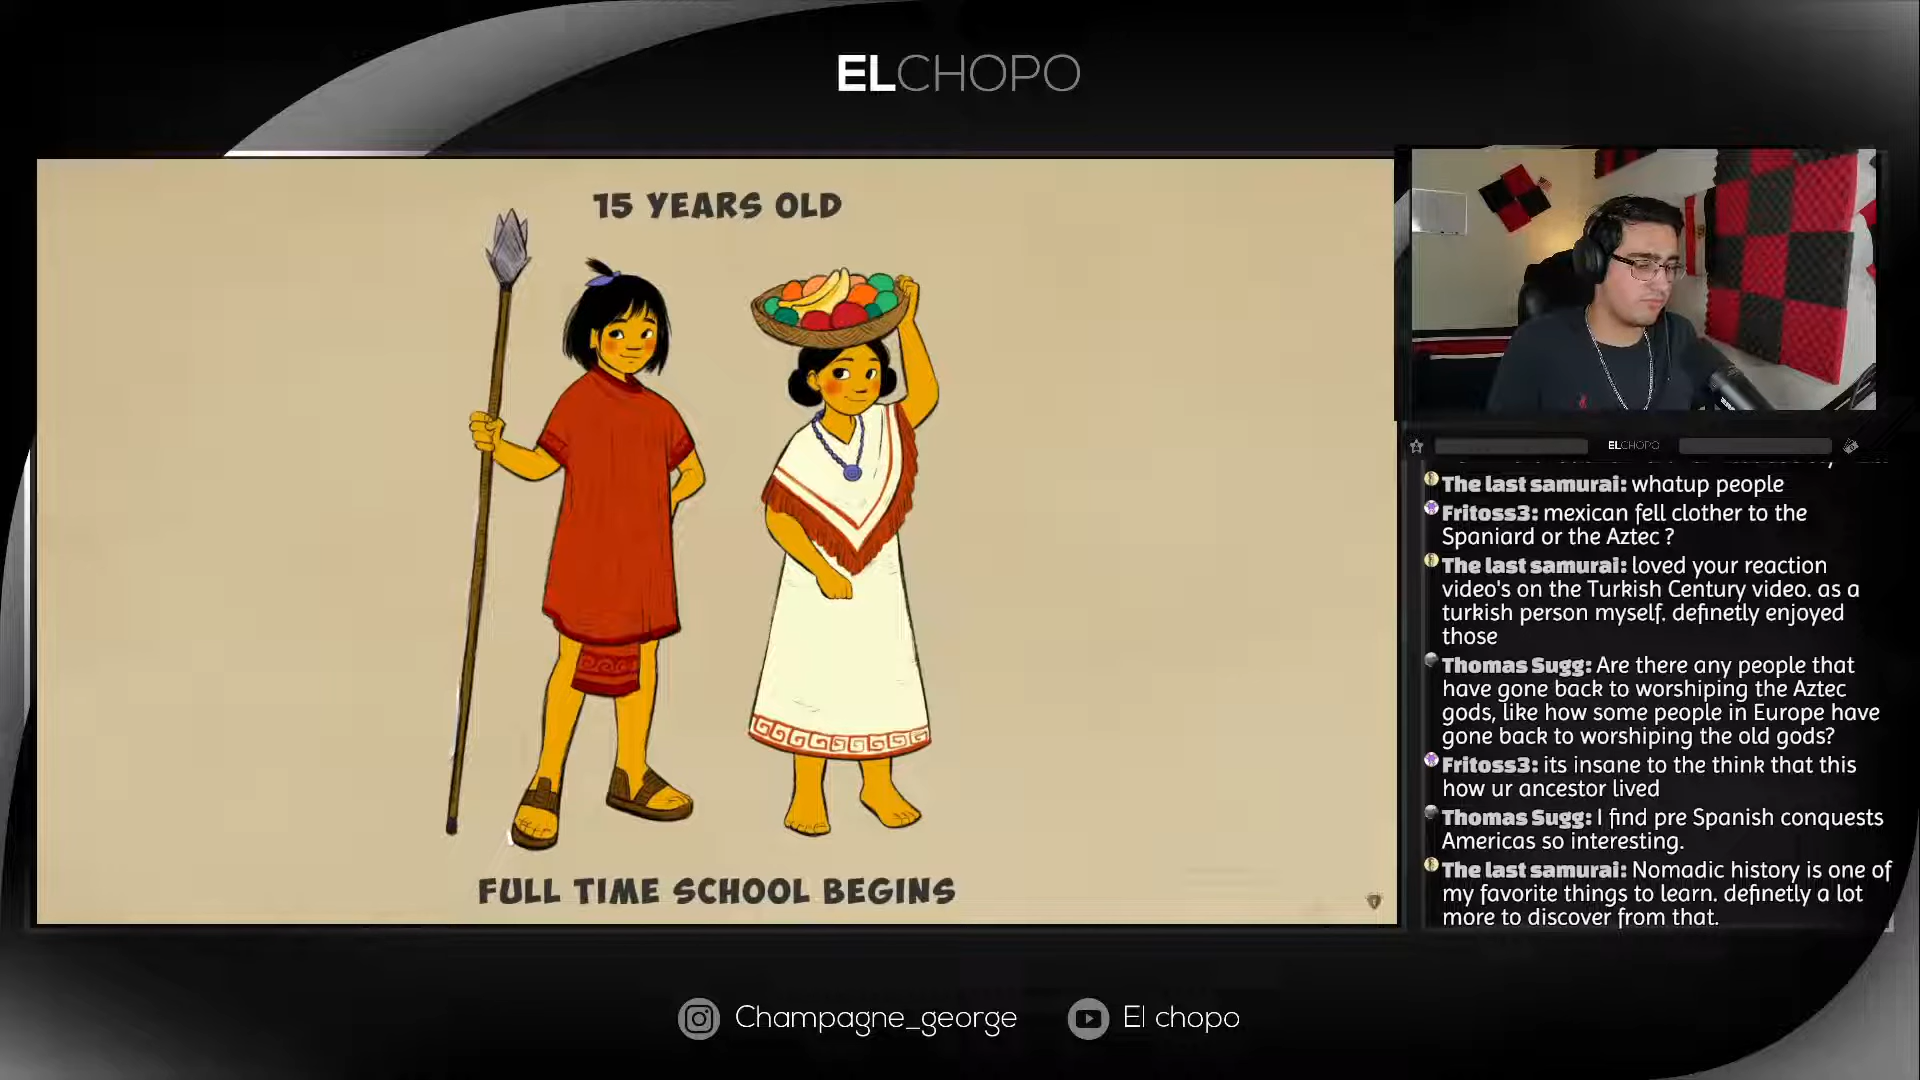 ELCHOPO
15 YEARS OLD
FULL TIME SCHOOL BEGINS
ELCHOPO
The last samurai: whatup people
Fritoss3: mexican fell clother to the
Spaniard or the Aztec ?
The last samurai: loved your reaction
video's on the Turkish Century video. as a
turkish person myself. definetly enjoyed
those
Thomas Sugg: Are there any people that
have gone back to worshiping the Aztec
gods, like how some people in Europe have
gone back to worshiping the old gods?
Fritoss3: its insane to the think that this
how ur ancestor lived
Thomas Sugg: I find pre Spanish conquests
Americas so interesting.
The last samurai: Nomadic history is one of
my favorite things to learn. definetly a lot
more to discover from that.
Champagne_george
El chopo